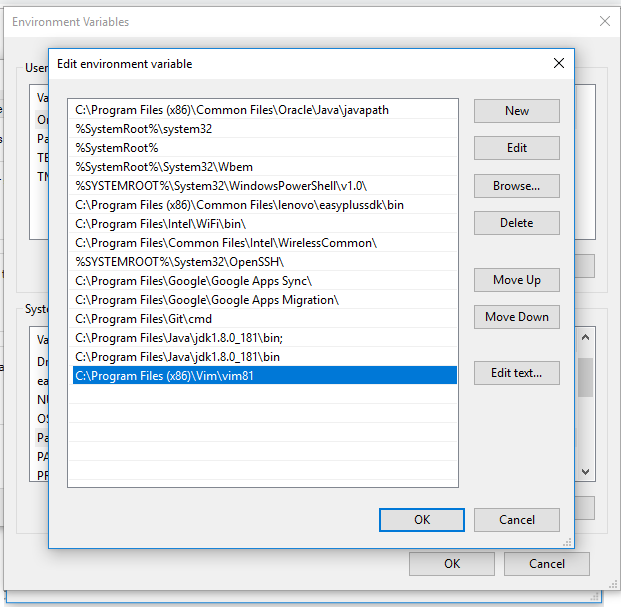 Environment Variables
Edit environment variable
User
Va
Pa
TE
C:\Program Files (x86)\Common Files\Oracle\Java\javapath
%SystemRoot%\system32
%SystemRoot%
%SystemRoot%\System32\Wbem
%SYSTEMROOT%\System32\WindowsPowerShell\v1.0\
C:\Program Files (x86)\Common Files\lenovo\easyplussdk\bin
C:\Program Files\Intel\WiFi\bin\
C:\Program Files\Common Files\Intel\WirelessCommon\
%SYSTEMROOT%\System32\OpenSSH\
C:\Program Files\Google\Google Apps Sync\
C:\Program Files\Google\Google Apps Migration\
C:\Program Files\Git\cmd
C:\Program Files\Java\jdk1.8.0_181\bin;
C:\Program Files\Java\jdk1.8.0_181\bin
C:\Program Files (x86)\Vim\vim81
New
Edit
Browse...
Delete
Move Up
Move Down
Edit text...
Syst
Va
Dr
ea
OS
Pa
PA
OK
Cancel
OK
Cancel